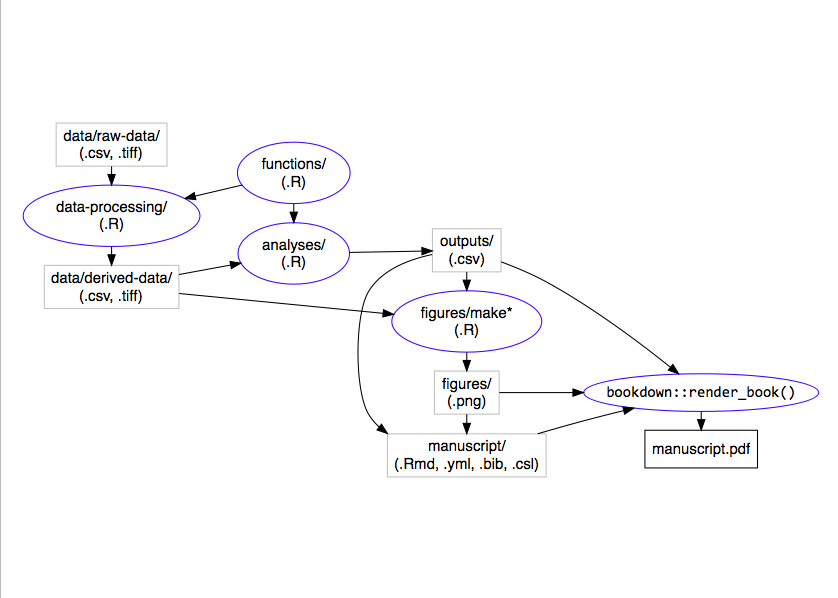 data/raw-data/
(.csv, .tiff)
functions/
(.R)
data-processing/
(.R)
analyses/
(.R)
outputs/
(.csv)
data/derived-data/
(.csv, .tiff)
figures/make*
(.R)
figures/
(.png)
bookdown::render_book()
manuscript/
(.Rmd, .yml, .bib, .csl)
manuscript.pdf